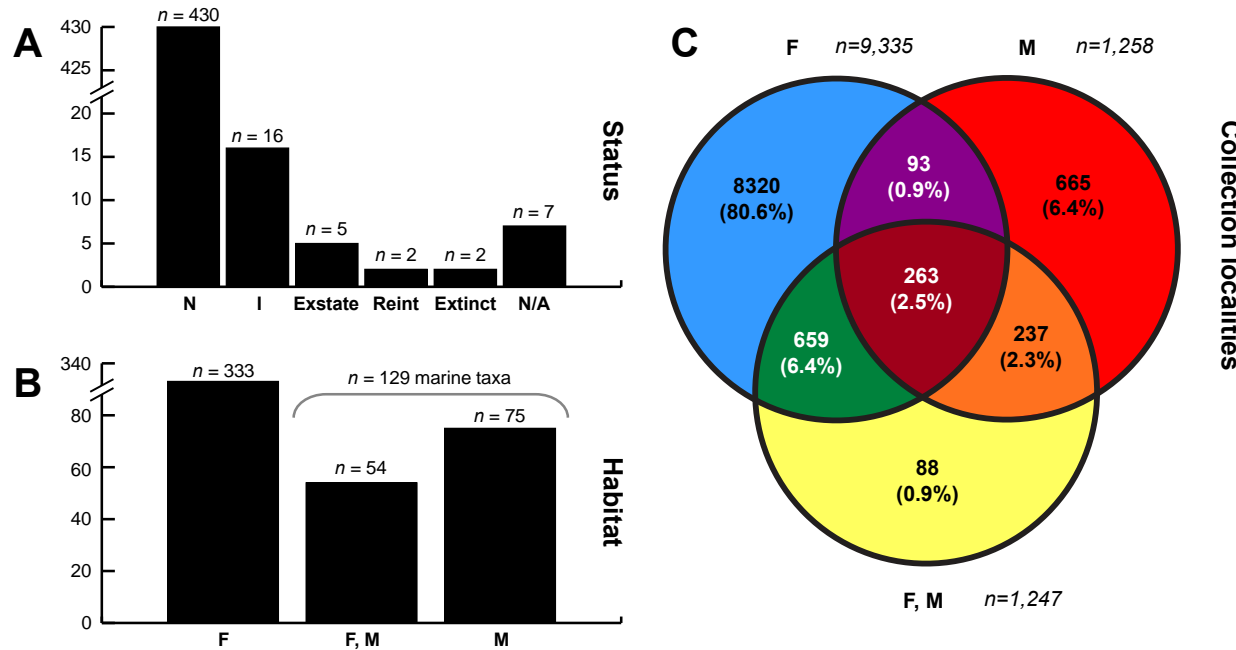 A
430
425
20
15
10
5
0
n = 430
n = 16
n = 5
n = 2
n = 2
n = 7
N
I
Exstate
Reint
Extinct
N/A
Status
B
340
80
60
40
20
0
n = 333
n = 129 marine taxa
n = 54
n = 75
F
F, M
M
Habitat
C
F n=9,335
M n=1,258
8320
(80.6%)
93
(0.9%)
665
(6.4%)
263
(2.5%)
659
(6.4%)
237
(2.3%)
88
(0.9%)
F, M n=1,247
Collection localities